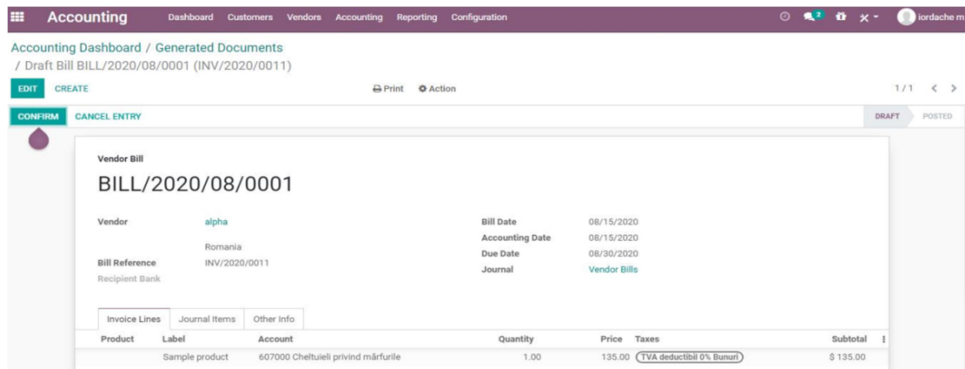 Accounting Dashboard Customers Vendors Accounting Reporting Configuration 2 iordache m
Accounting Dashboard / Generated Documents
/ Draft Bill BILL/2020/08/0001 (INV/2020/0011)
EDIT CREATE Print Action 1 / 1
CONFIRM CANCEL ENTRY DRAFT POSTED
Vendor Bill
BILL/2020/08/0001
Vendor alpha Bill Date 08/15/2020
Accounting Date 08/15/2020
Romania
Due Date 08/30/2020
Bill Reference INV/2020/0011
Journal Vendor Bills
Recipient Bank
Invoice Lines Journal Items Other Info
Product Label Account Quantity Price Taxes Subtotal
Sample product 607000 Cheltuieli privind mărfurile 1.00 135.00 TVA deductibil 0% Bunuri $ 135.00